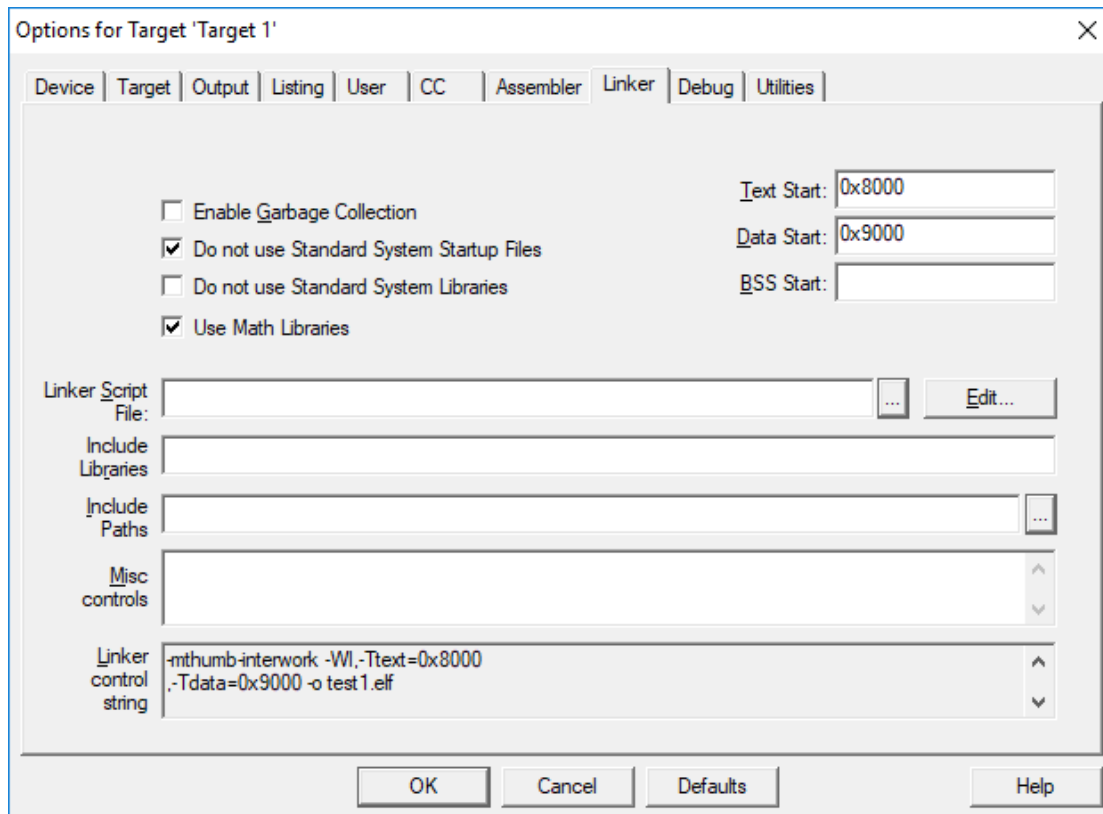 Options for Target 'Target 1'
Device Target Output Listing User CC Assembler Linker Debug Utilities
Text Start: 0x8000
Enable Garbage Collection
Data Start: 0x9000
Do not use Standard System Startup Files
BSS Start:
Do not use Standard System Libraries
Use Math Libraries
Linker Script
File:
...
Edit...
Include
Libraries
Include
Paths
...
Misc
controls
Linker
control
string
-mthumb-interwork -Wl,-Ttext=0x8000
,-Tdata=0x9000 -o test1.elf
OK Cancel Defaults Help